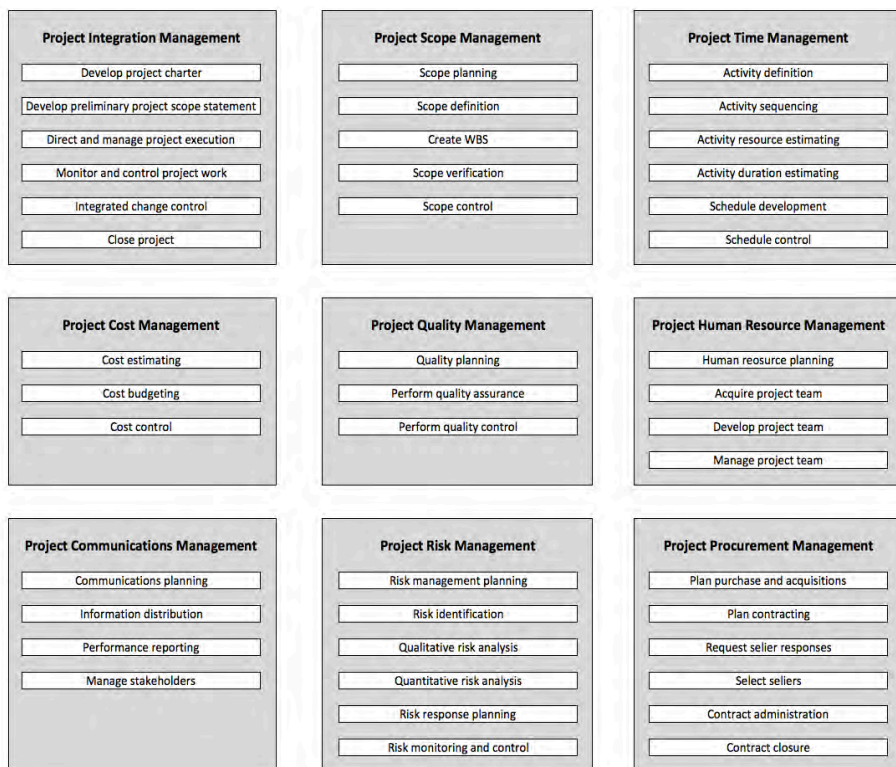 Project Integration Management
Develop project charter
Develop preliminary project scope statement
Direct and manage project execution
Monitor and control project work
Integrated change control
Close project
Project Scope Management
Scope planning
Scope definition
Create WBS
Scope verification
Scope control
Project Time Management
Activity definition
Activity sequencing
Activity resource estimating
Activity duration estimating
Schedule development
Schedule control
Project Cost Management
Cost estimating
Cost budgeting
Cost control
Project Quality Management
Quality planning
Perform quality assurance
Perform quality control
Project Human Resource Management
Human reosurce planning
Acquire project team
Develop project team
Manage project team
Project Communications Management
Communications planning
Information distribution
Performance reporting
Manage stakeholders
Project Risk Management
Risk management planning
Risk identification
Qualitative risk analysis
Quantitative risk analysis
Risk response planning
Risk monitoring and control
Project Procurement Management
Plan purchase and acquisitions
Plan contracting
Request selier responses
Select seliers
Contract administration
Contract closure